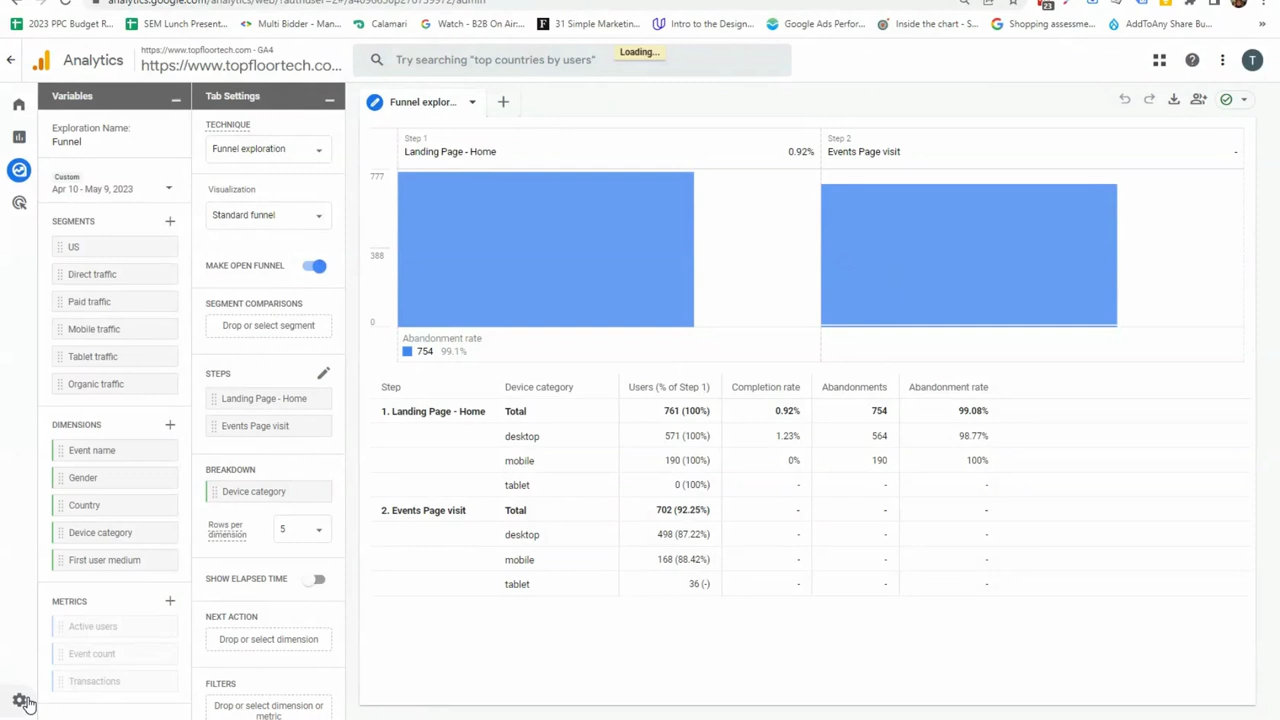 2023 PPC Budget R...
SEM Lunch Present...
Multi Bidder - Man...
Calamari
Watch - B2B On Air:...
31 Simple Marketin...
Intro to the Design...
Google Ads Perfor...
Inside the chart - S...
Shopping assessme...
AddToAny Share Bu...
23
Analytics
https://www.topfloortech.com - GA4
https://www.topfloortech.co...
Try searching "top countries by users"
Loading...
T
Variables
Exploration Name:
Funnel
Custom
Apr 10 - May 9, 2023
SEGMENTS
US
Direct traffic
Paid traffic
Mobile traffic
Tablet traffic
Organic traffic
DIMENSIONS
Event name
Gender
Country
Device category
First user medium
METRICS
Active users
Event count
Transactions
Tab Settings
TECHNIQUE
Funnel exploration
Visualization
Standard funnel
MAKE OPEN FUNNEL
SEGMENT COMPARISONS
Drop or select segment
STEPS
Landing Page - Home
Events Page visit
BREAKDOWN
Device category
Rows per
dimension
5
SHOW ELAPSED TIME
NEXT ACTION
Drop or select dimension
FILTERS
Drop or select dimension or
metric
Funnel explor...
Step 1
Landing Page - Home 0.92%
Step 2
Events Page visit -
777
388
0
Abandonment rate
754 99.1%
Step Device category Users (% of Step 1) Completion rate Abandonments Abandonment rate
1. Landing Page - Home Total 761 (100%) 0.92% 754 99.08%
desktop 571 (100%) 1.23% 564 98.77%
mobile 190 (100%) 0% 190 100%
tablet 0 (100%) - - -
2. Events Page visit Total 702 (92.25%) - - -
desktop 498 (87.22%) - - -
mobile 168 (88.42%) - - -
tablet 36 (-) - - -